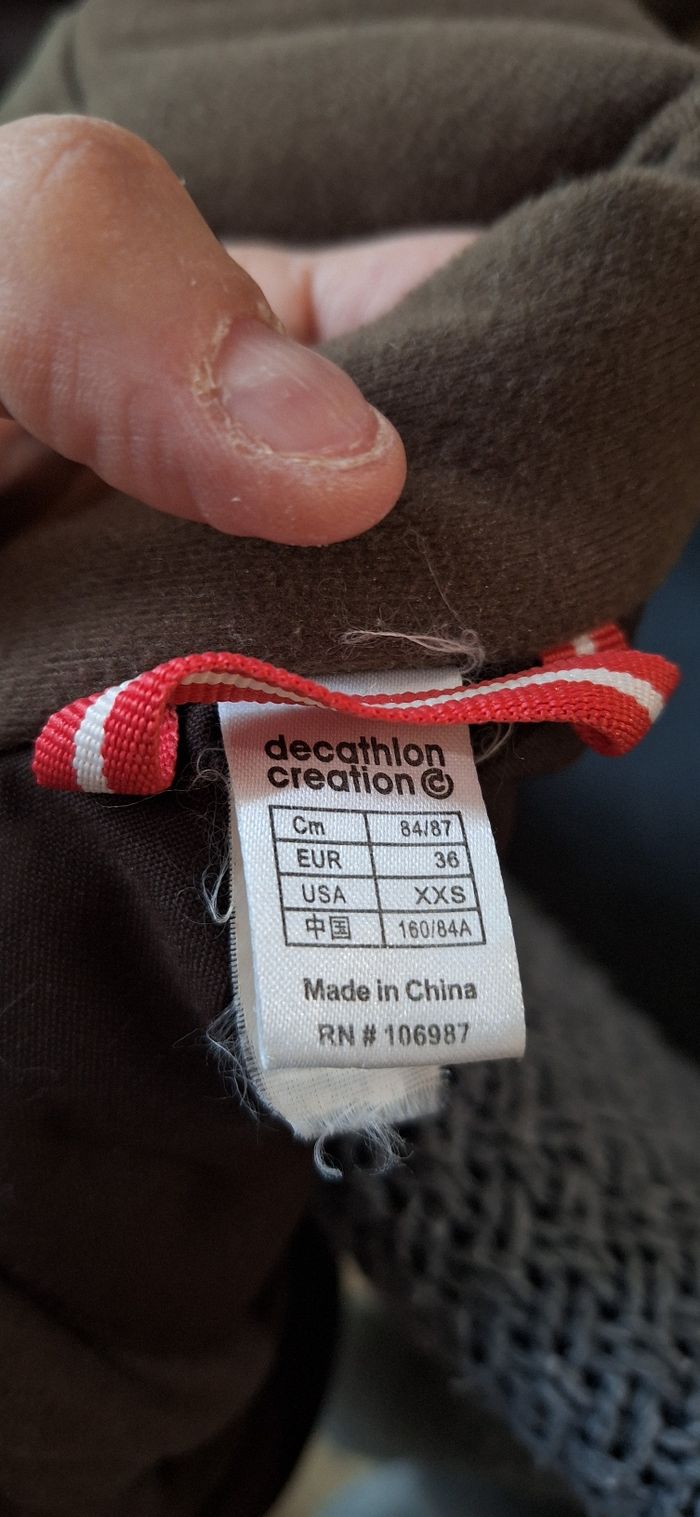 decathlon
creation ©
Cm 84/87
EUR 36
USA XXS
中国 160/84A
Made in China
RN # 106987